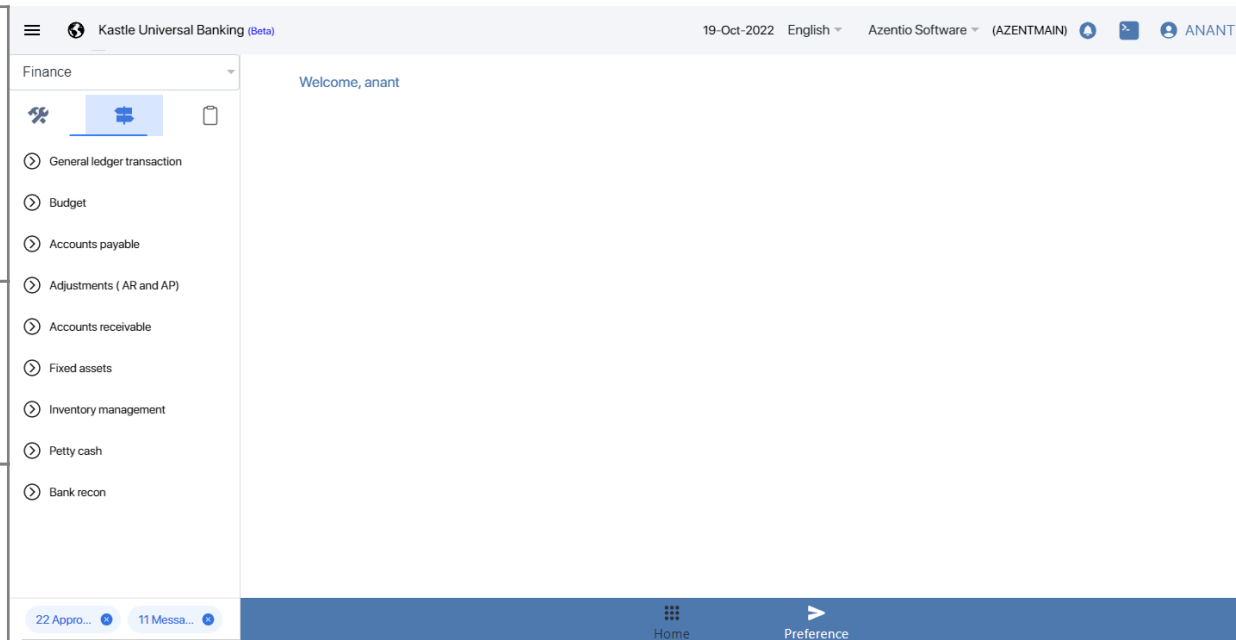 Kastle Universal Banking (Beta) 19-Oct-2022 English Azentio Software (AZENTMAIN) ANANT
Finance
Welcome, anant
General ledger transaction
Budget
Accounts payable
Adjustments ( AR and AP)
Accounts receivable
Fixed assets
Inventory management
Petty cash
Bank recon
22 Appro... 11 Messa...
Home Preference